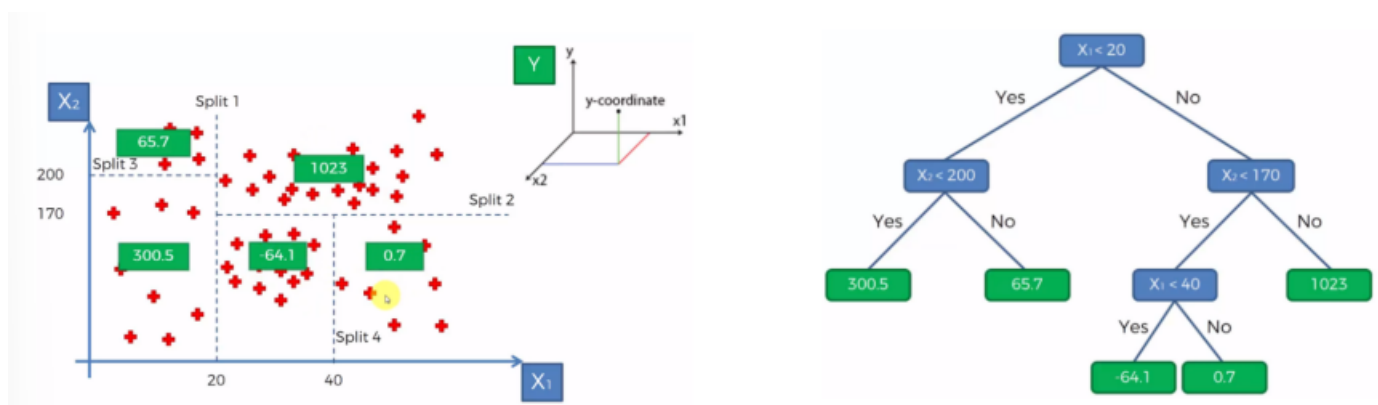 X₂
Split 1
65.7
Split 3
200
1023
170
Split 2
300.5
-64.1
0.7
Split 4
20
40
X₁
Y
y
y-coordinate
x1
x2
X₁ < 20
Yes
No
X₂ < 200
X₂ < 170
Yes
No
Yes
No
300.5
65.7
X₁ < 40
1023
Yes
No
-64.1
0.7